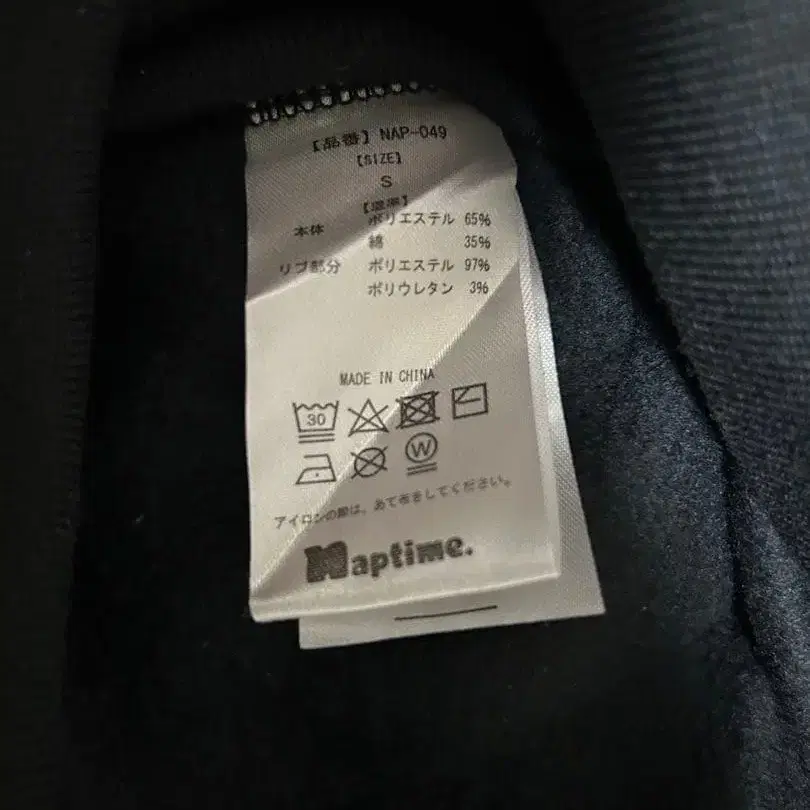 【品番】 NAP-049
【SIZE】
S
【混率】
本体 ポリエステル 65%
綿 35%
リブ部分 ポリエステル 97%
ポリウレタン 3%
MADE IN CHINA
30
W
アイロンの際は、あて布をしてください。
Naptime.